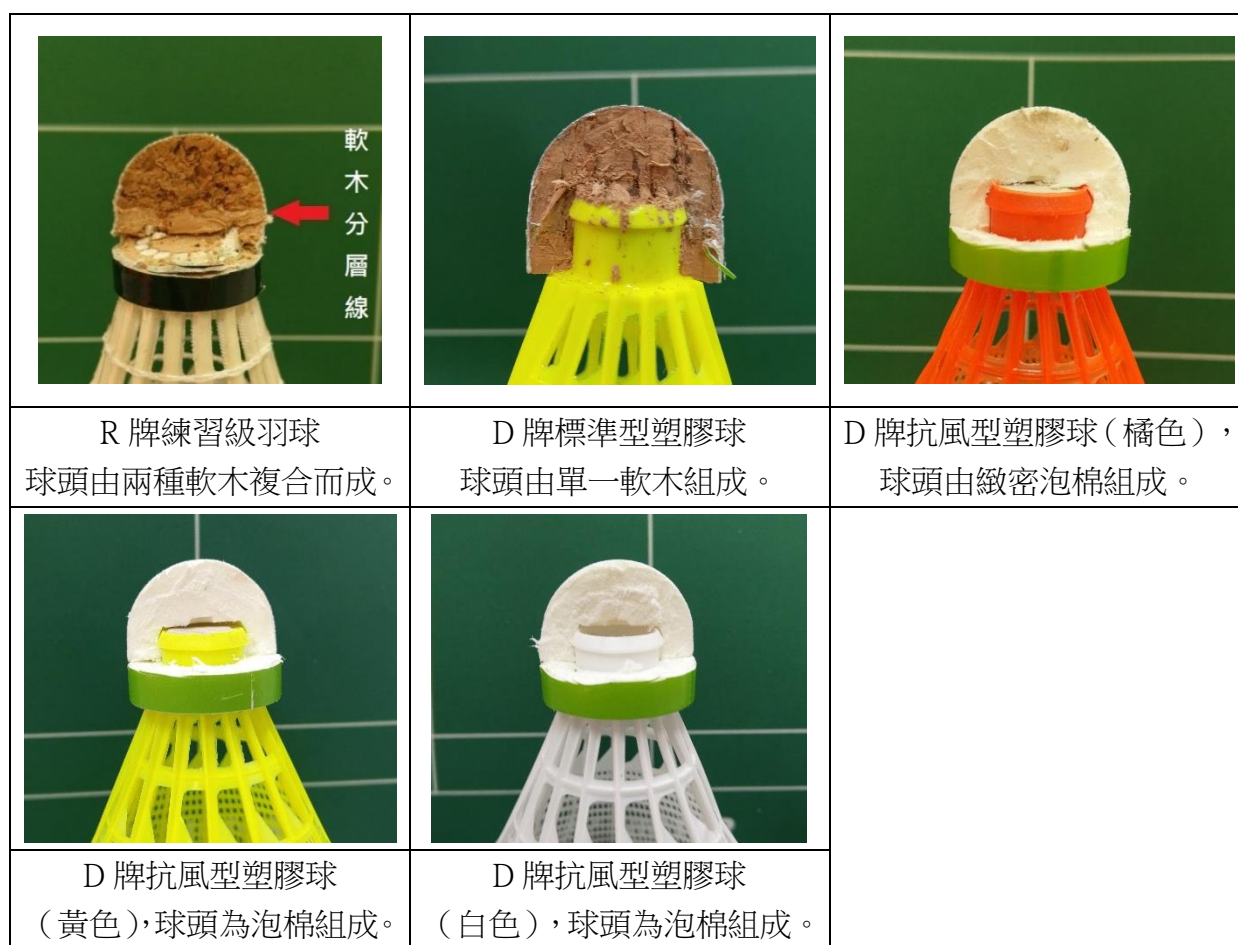 軟木分層線
R 牌練習級羽球
球頭由兩種軟木複合而成。
D 牌標準型塑膠球
球頭由單一軟木組成。
D 牌抗風型塑膠球（橘色），
球頭由緻密泡棉組成。
D 牌抗風型塑膠球
（黃色），球頭為泡棉組成。
D 牌抗風型塑膠球
（白色），球頭為泡棉組成。